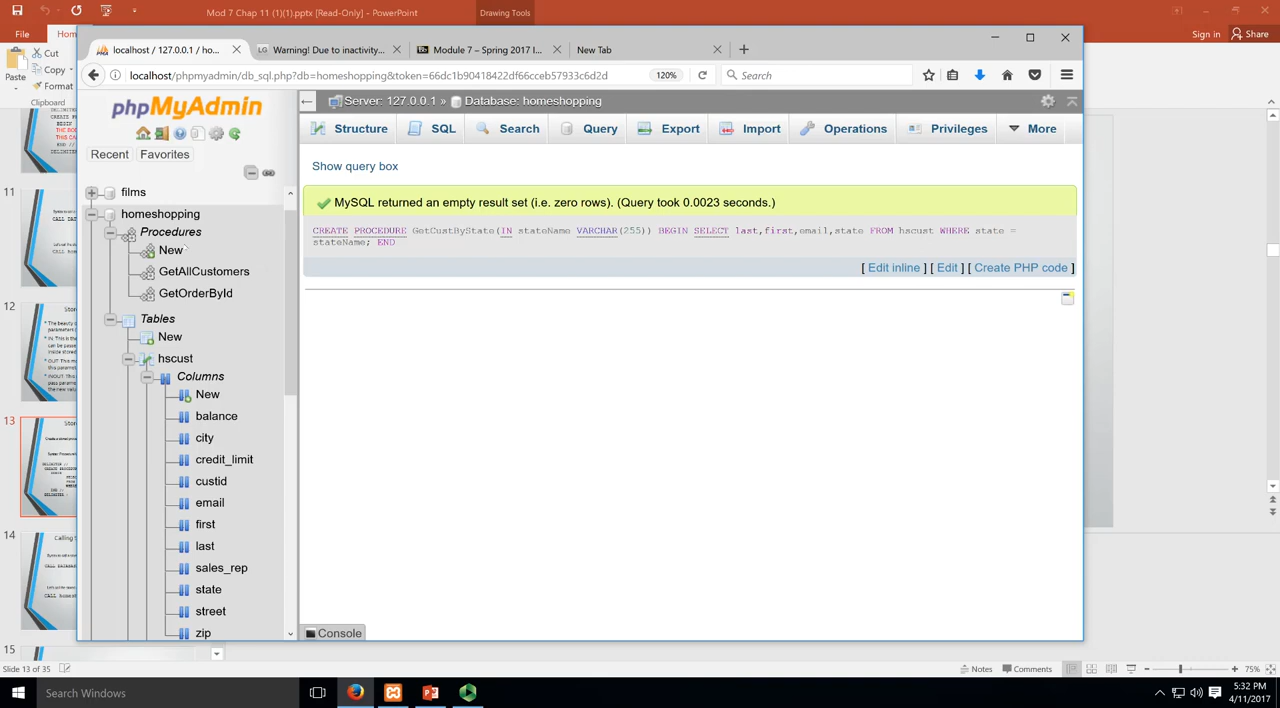 Mod 7 Chap 11 (1)(1).pptx [Read-Only] - PowerPoint
Drawing Tools
File
Hom
Sign in
Share
Cut
Copy
Format
Paste
Clipboard
localhost / 127.0.0.1 / ho...
Warning! Due to inactivity...
Module 7 – Spring 2017 I...
New Tab
localhost/phpmyadmin/db_sql.php?db=homeshopping&token=66dc1b90418422df66cceb57933c6d2d
120%
Search
phpMyAdmin
Server: 127.0.0.1 » Database: homeshopping
Structure
SQL
Search
Query
Export
Import
Operations
Privileges
More
Recent
Favorites
Show query box
MySQL returned an empty result set (i.e. zero rows). (Query took 0.0023 seconds.)
CREATE PROCEDURE GetCustByState(IN stateName VARCHAR(255)) BEGIN SELECT last,first,email,state FROM hscust WHERE state =
stateName; END
[ Edit inline ] [ Edit ] [ Create PHP code ]
films
homeshopping
Procedures
New
GetAllCustomers
GetOrderById
Tables
New
hscust
Columns
New
balance
city
credit_limit
custid
email
first
last
sales_rep
state
street
zip
Console
11
12
13
14
15
Slide 13 of 35
Notes
Comments
75%
Search Windows
5:32 PM
4/11/2017